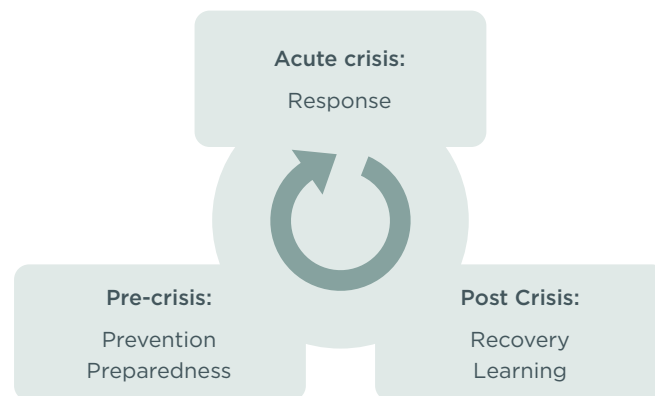 Acute crisis:
Response
Pre-crisis:
Prevention
Preparedness
Post Crisis:
Recovery
Learning